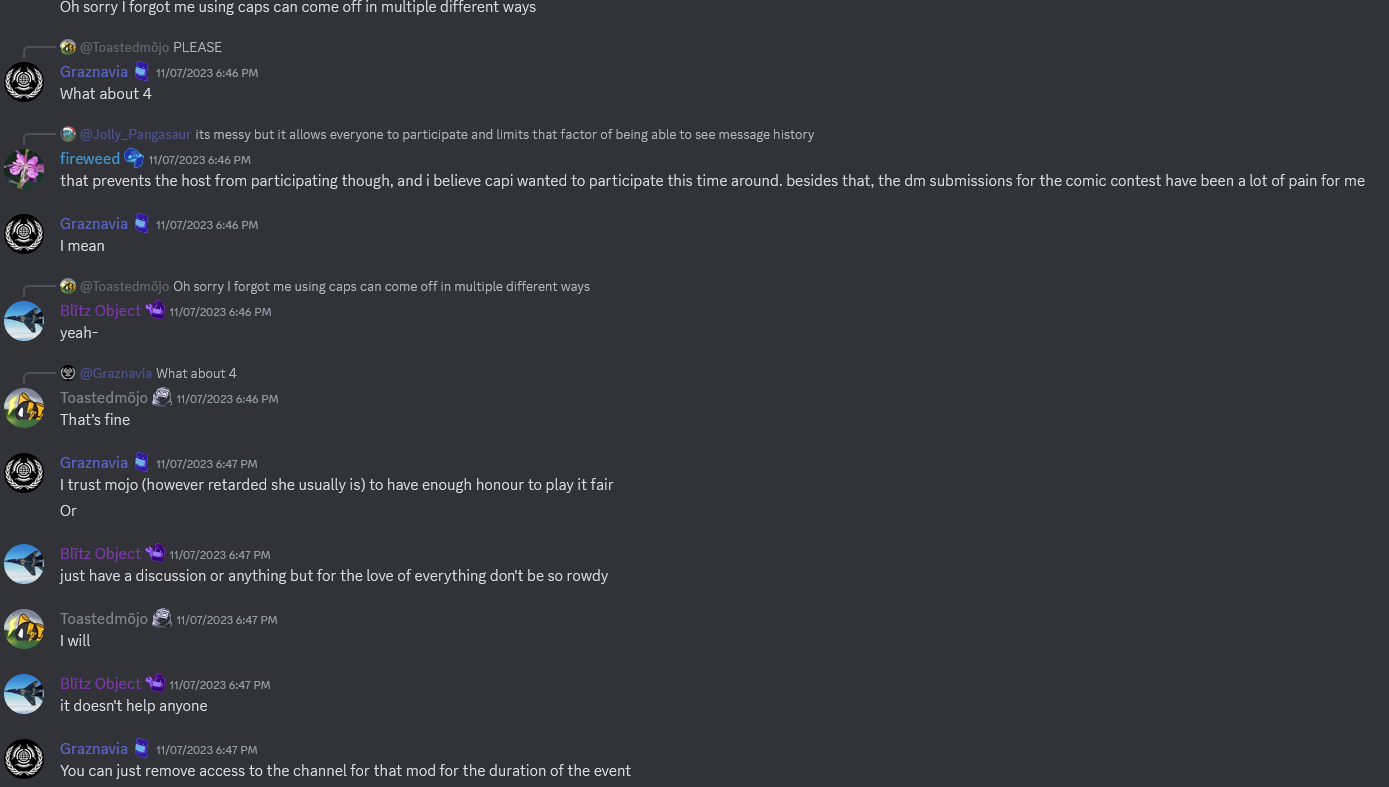 Oh sorry I forgot me using caps can come off in multiple different ways
@Toastedmöjo PLEASE
Graznavia 11/07/2023 6:46 PM
What about 4
@Jolly_Pangasaur its messy but it allows everyone to participate and limits that factor of being able to see message history
fireweed 11/07/2023 6:46 PM
that prevents the host from participating though, and i believe capi wanted to participate this time around. besides that, the dm submissions for the comic contest have been a lot of pain for me
Graznavia 11/07/2023 6:46 PM
I mean
@Toastedmöjo Oh sorry I forgot me using caps can come off in multiple different ways
Blītz Object 11/07/2023 6:46 PM
yeah-
@Graznavia What about 4
Toastedmöjo 11/07/2023 6:46 PM
That’s fine
Graznavia 11/07/2023 6:47 PM
I trust mojo (however retarded she usually is) to have enough honour to play it fair
Or
Blītz Object 11/07/2023 6:47 PM
just have a discussion or anything but for the love of everything don't be so rowdy
Toastedmöjo 11/07/2023 6:47 PM
I will
Blītz Object 11/07/2023 6:47 PM
it doesn't help anyone
Graznavia 11/07/2023 6:47 PM
You can just remove access to the channel for that mod for the duration of the event